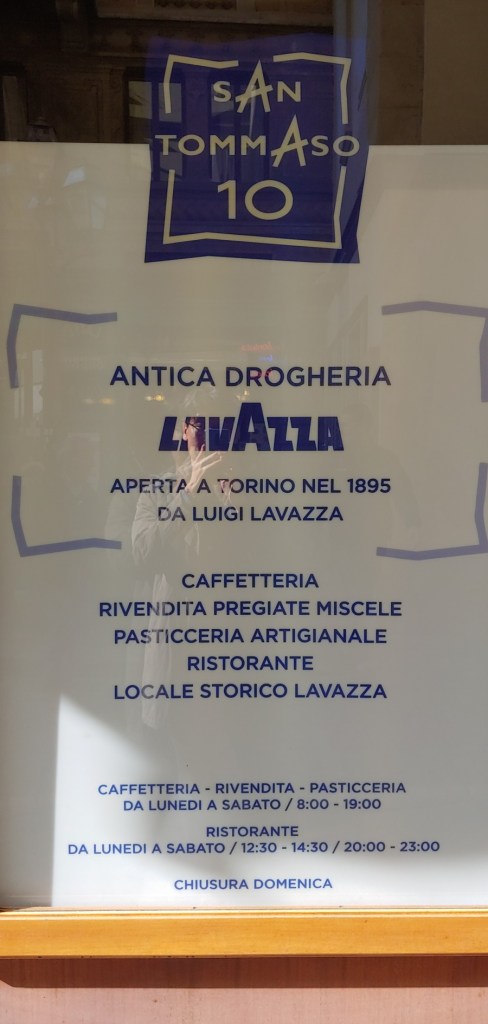 SAN
TOMMASO
10
ANTICA DROGHERIA
LAVAZZA
APERTA A TORINO NEL 1895
DA LUIGI LAVAZZA
CAFFETTERIA
RIVENDITA PREGIATE MISCELE
PASTICCERIA ARTIGIANALE
RISTORANTE
LOCALE STORICO LAVAZZA
CAFFETTERIA - RIVENDITA - PASTICCERIA
DA LUNEDI A SABATO / 8:00 - 19:00
RISTORANTE
DA LUNEDI A SABATO / 12:30 - 14:30 / 20:00 - 23:00
CHIUSURA DOMENICA